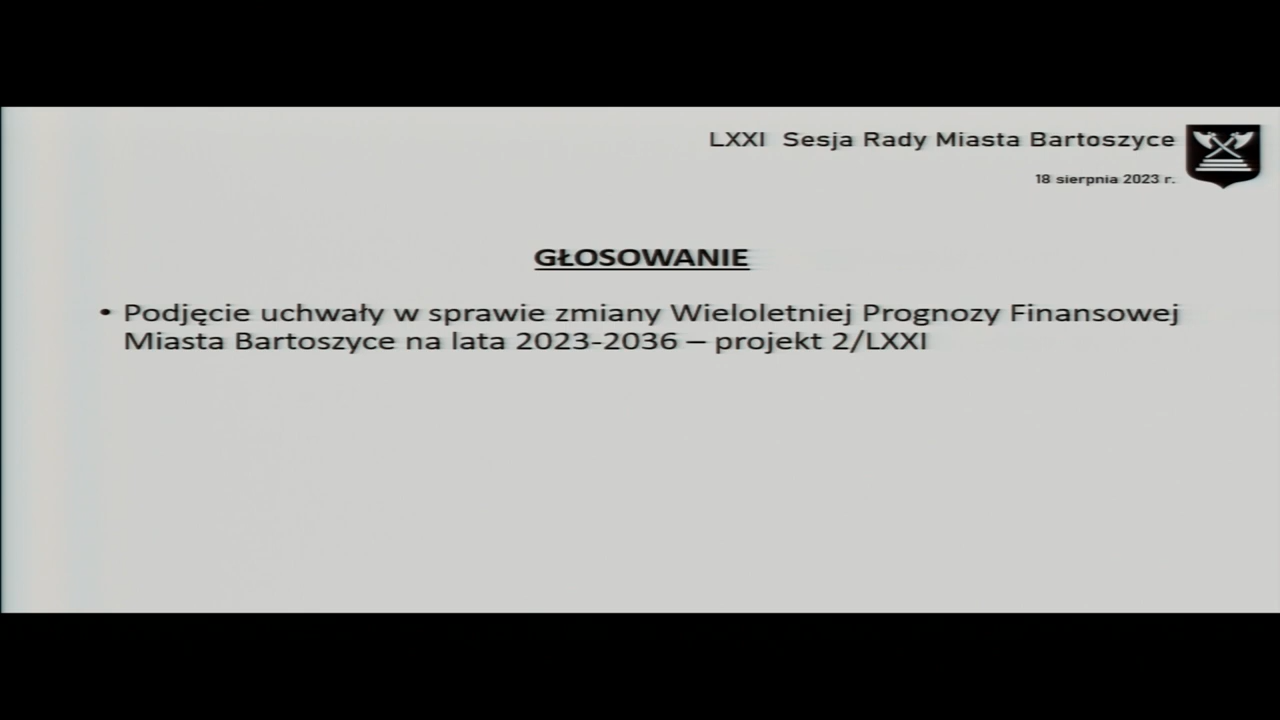 LXXI Sesja Rady Miasta Bartoszyce
18 sierpnia 2023 r.
GŁOSOWANIE
• Podjęcie uchwały w sprawie zmiany Wieloletniej Prognozy Finansowej
Miasta Bartoszyce na lata 2023-2036 – projekt 2/LXXI